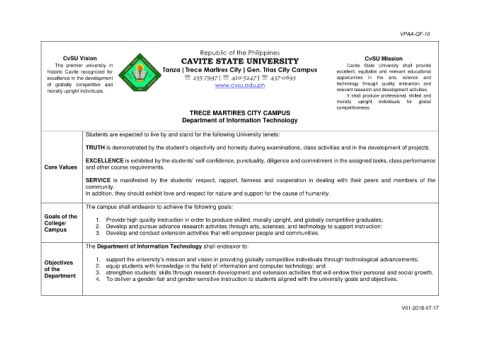 VPAA-QF-10
CvSU Vision
The premier university in
historic Cavite recognized for
excellence in the development
of globally competitive and
morally upright individuals.
Republic of the Philippines
CAVITE STATE UNIVERSITY
Tanza | Trece Martires City | Gen. Trias City Campus
☏ 235-7997 | ☏ 410-5247 | ☏ 437-0693
www.cvsu.edu.ph
CvSU Mission
Cavite State University shall provide
excellent, equitable and relevant educational
opportunities in the arts, science and
technology through quality instruction and
relevant research and development activities.
It shall produce professional, skilled and
morally upright individuals for global
competitiveness.
TRECE MARTIRES CITY CAMPUS
Department of Information Technology
Core Values
Students are expected to live by and stand for the following University tenets:
TRUTH is demonstrated by the student's objectivity and honesty during examinations, class activities and in the development of projects.
EXCELLENCE is exhibited by the students' self-confidence, punctuality, diligence and commitment in the assigned tasks, class performance
and other course requirements.
SERVICE is manifested by the students' respect, rapport, fairness and cooperation in dealing with their peers and members of the
community.
In addition, they should exhibit love and respect for nature and support for the cause of humanity.
Goals of the
College/
Campus
The campus shall endeavor to achieve the following goals:
1. Provide high quality instruction in order to produce skilled, morally upright, and globally competitive graduates;
2. Develop and pursue advance research activities through arts, sciences, and technology to support instruction;
3. Develop and conduct extension activities that will empower people and communities.
Objectives
of the
Department
The Department of Information Technology shall endeavor to:
1. support the university's mission and vision in providing globally competitive individuals through technological advancements;
2. equip students with knowledge in the field of information and computer technology; and
3. strengthen students' skills through research development and extension activities that will endow their personal and social growth.
4. To deliver a gender-fair and gender-sensitive instruction to students aligned with the university goals and objectives.
V01-2018-07-17